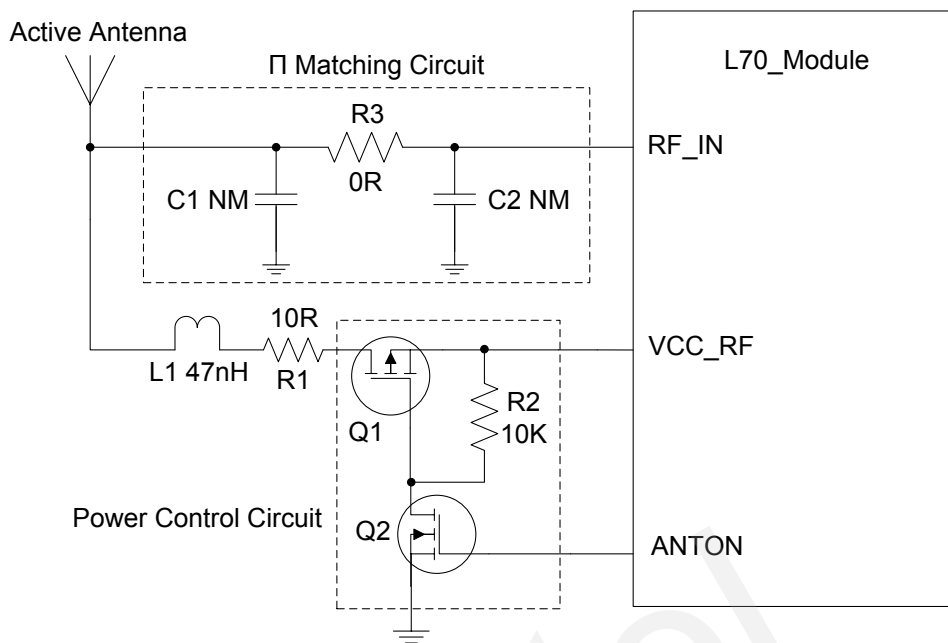 Active Antenna
Π Matching Circuit
L70_Module
R3
0R
RF_IN
C1 NM
C2 NM
10R
L1 47nH
R1
VCC_RF
R2
10K
Q1
Power Control Circuit
Q2
ANTON